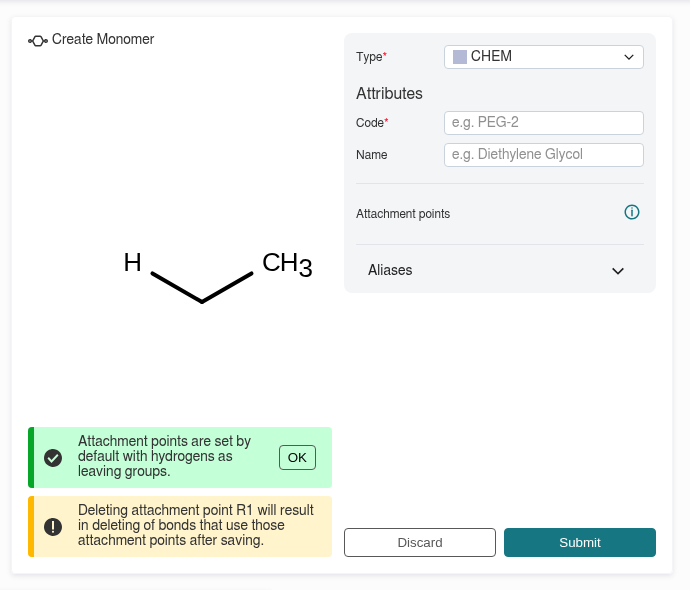 Create Monomer
Type*
CHEM
Attributes
Code*
e.g. PEG-2
Name
e.g. Diethylene Glycol
Attachment points
Aliases
H
CH3
Attachment points are set by
default with hydrogens as
leaving groups.
OK
Deleting attachment point R1 will result
in deleting of bonds that use those
attachment points after saving.
Discard
Submit